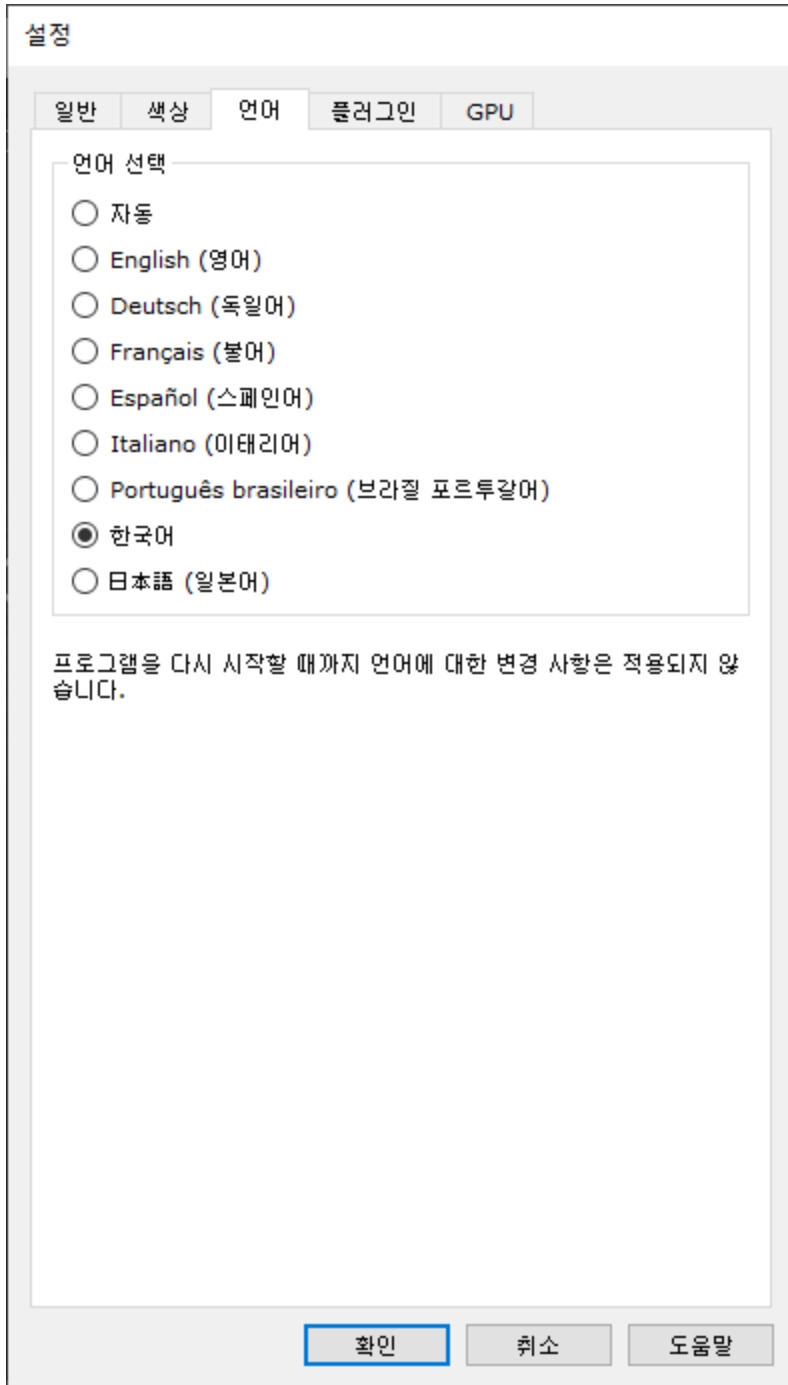 설정
일반 색상 언어 플러그인 GPU
언어 선택
자동
English (영어)
Deutsch (독일어)
Français (불어)
Español (스페인어)
Italiano (이태리어)
Português brasileiro (브라질 포르투갈어)
한국어
日本語 (일본어)
프로그램을 다시 시작할 때까지 언어에 대한 변경 사항은 적용되지 않
습니다.
확인 취소 도움말